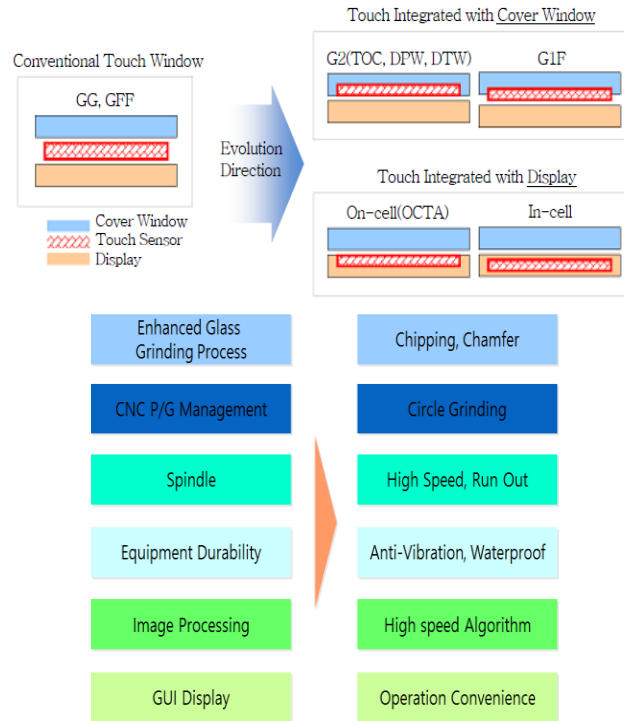 Touch Integrated with Cover Window
G2(TOC, DPW, DTW)
G1F
Conventional Touch Window
GG, GFF
Evolution
Direction
Cover Window
Touch Sensor
Display
Touch Integrated with Display
On-cell(OCTA)
In-cell
Enhanced Glass
Grinding Process
Chipping, Chamfer
CNC P/G Management
Circle Grinding
Spindle
High Speed, Run Out
Equipment Durability
Anti-Vibration, Waterproof
Image Processing
High speed Algorithm
GUI Display
Operation Convenience